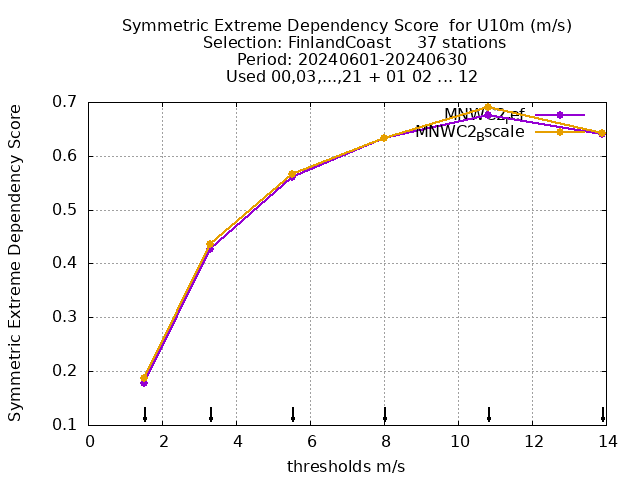 Symmetric Extreme Dependency Score for U10m (m/s)
Selection: FinlandCoast 37 stations
Period: 20240601-20240630
Used 00,03,...,21 + 01 02 ... 12
Symmetric Extreme Dependency Score
0.7
0.6
0.5
0.4
0.3
0.2
0.1
MNWC2ref
MNWC2Bscale
0 2 4 6 8 10 12 14
thresholds m/s